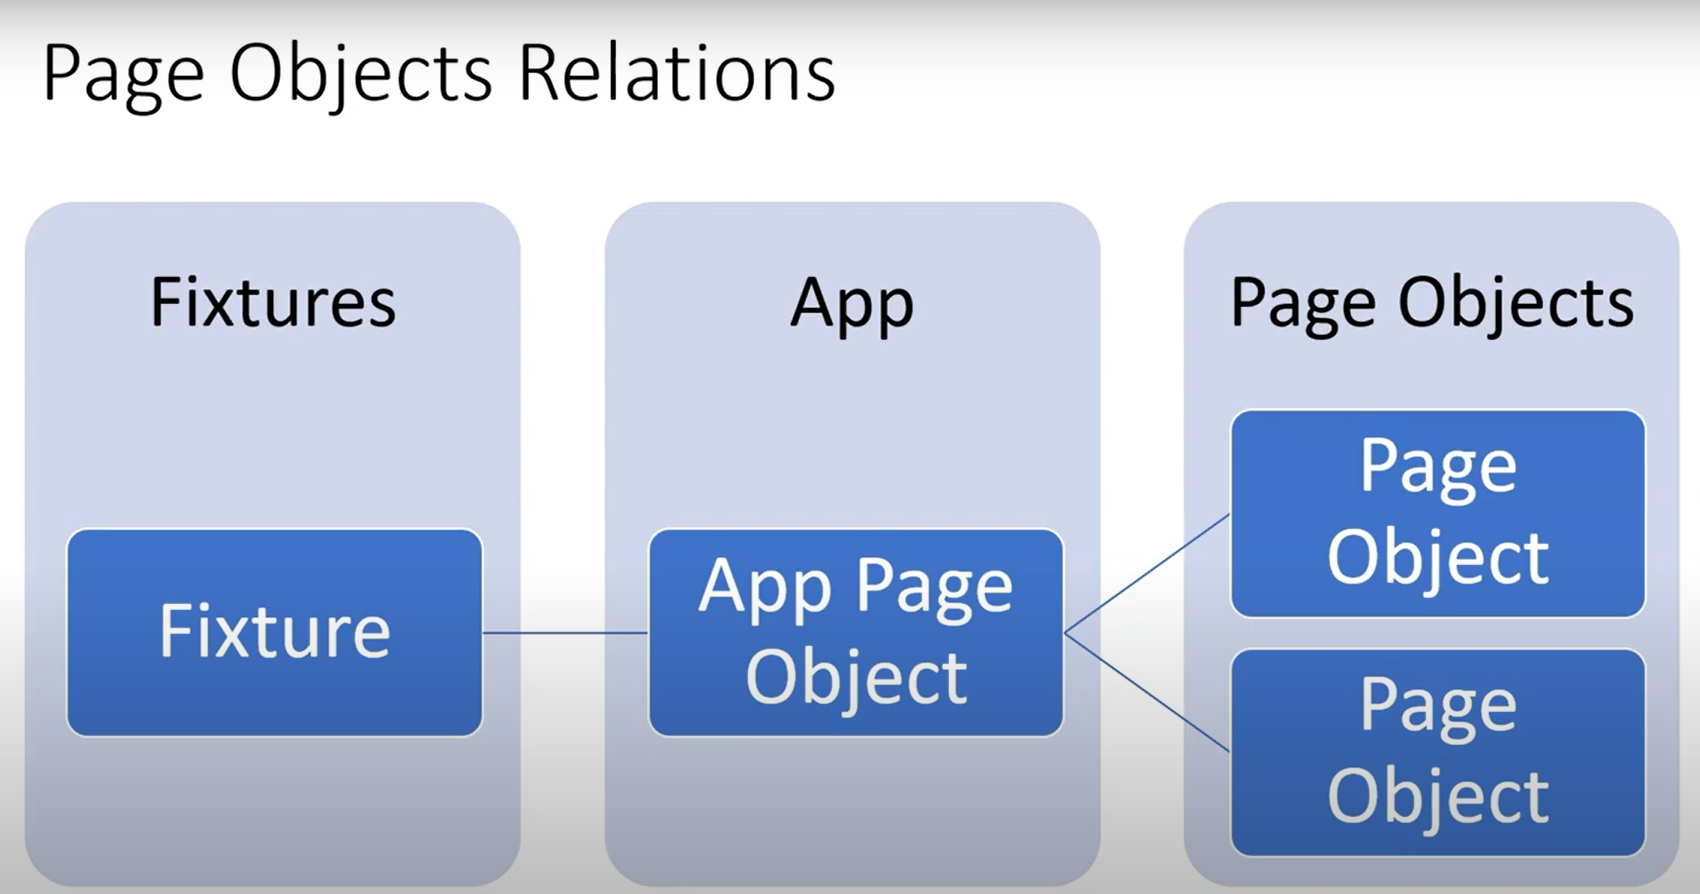 Page Objects Relations
Fixtures
Fixture
App
App Page
Object
Page Objects
Page
Object
Page
Object